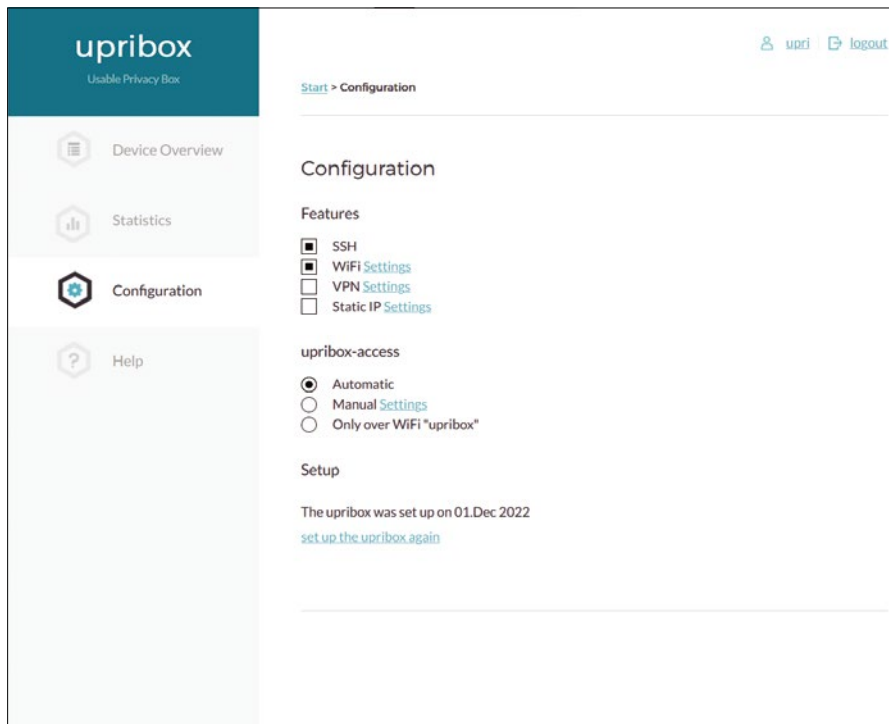 upribox
Usable Privacy Box
upri
logout
Start > Configuration
Device Overview
Statistics
Configuration
Help
Configuration
Features
SSH
WiFi Settings
VPN Settings
Static IP Settings
upribox-access
Automatic
Manual Settings
Only over WiFi "upribox"
Setup
The upribox was set up on 01.Dec 2022
set up the upribox again